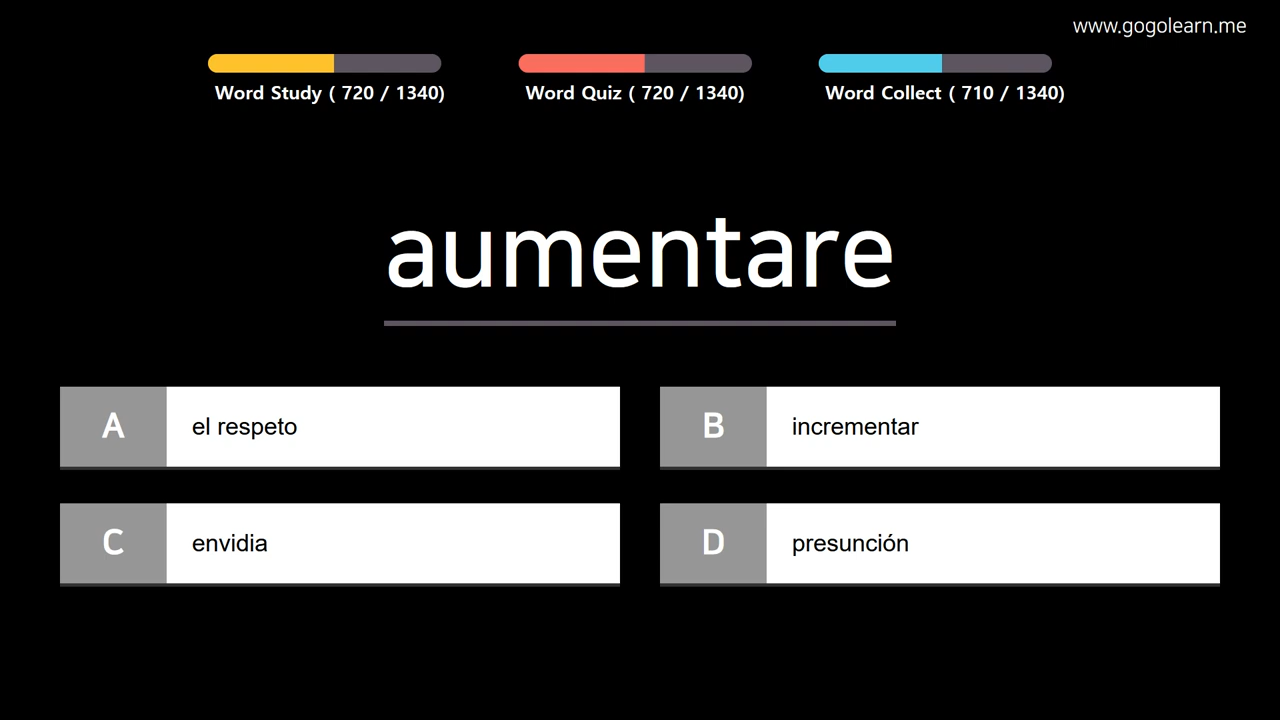 www.gogolearn.me
Word Study ( 720 / 1340)
Word Quiz ( 720 / 1340)
Word Collect ( 710 / 1340)
aumentare
A el respeto
B incrementar
C envidia
D presunción